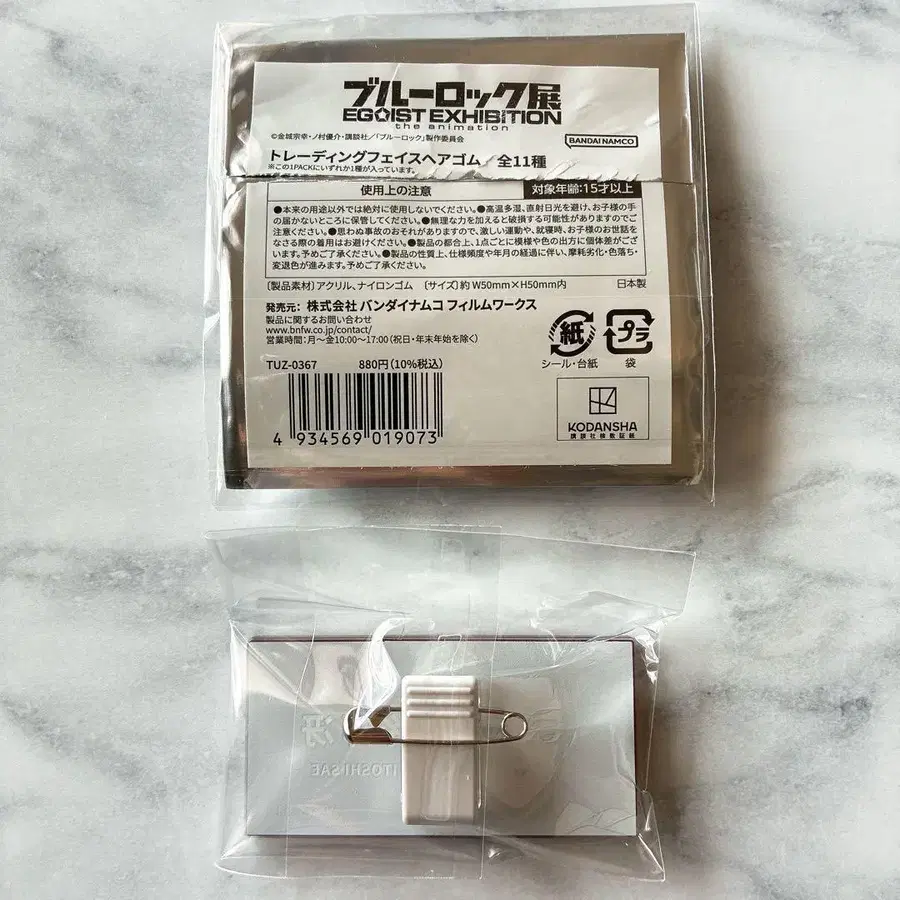 ブルーロック展
EGOIST EXHIBITION
the animation
©金城宗幸・ノ村優介・講談社/「ブルーロック」製作委員会
BANDAI NAMCO
トレーディングフェイスヘアゴム/全11種
※この1PACKにいずれか1種が入っています。
使用上の注意
対象年齢:15才以上
●本来の用途以外では絶対に使用しないでください。●高温多湿、直射日光を避け、お子様の手
の届かないところに保管してください。●無理な力を加えると破損する可能性がありますのでご
注意ください。●思わぬ事故のおそれがありますので、激しい運動や、就寝時、お子様のお世話を
なさる際の着用はお避けください。●製品の都合上、1点ごとに模様や色の出方に個体差がござ
います。予めご了承ください。●製品の性質上、仕様頻度や年月の経過に伴い、摩耗劣化・色落ち・
変退色が進みます。予めご了承ください。
〔製品素材〕アクリル、ナイロンゴム 〔サイズ〕約 W50mm×H50mm内 日本製
発売元: 株式会社 バンダイナムコ フィルムワークス
製品に関するお問い合わせ
www.bnfw.co.jp/contact/
営業時間:月～金10:00～17:00(祝日・年末年始を除く)
紙
シール・台紙
プラ
袋
TUZ-0367 880円(10%税込)
4 934569 019073
KODANSHA
講談社検数証紙
冴
ITOSHI SAE